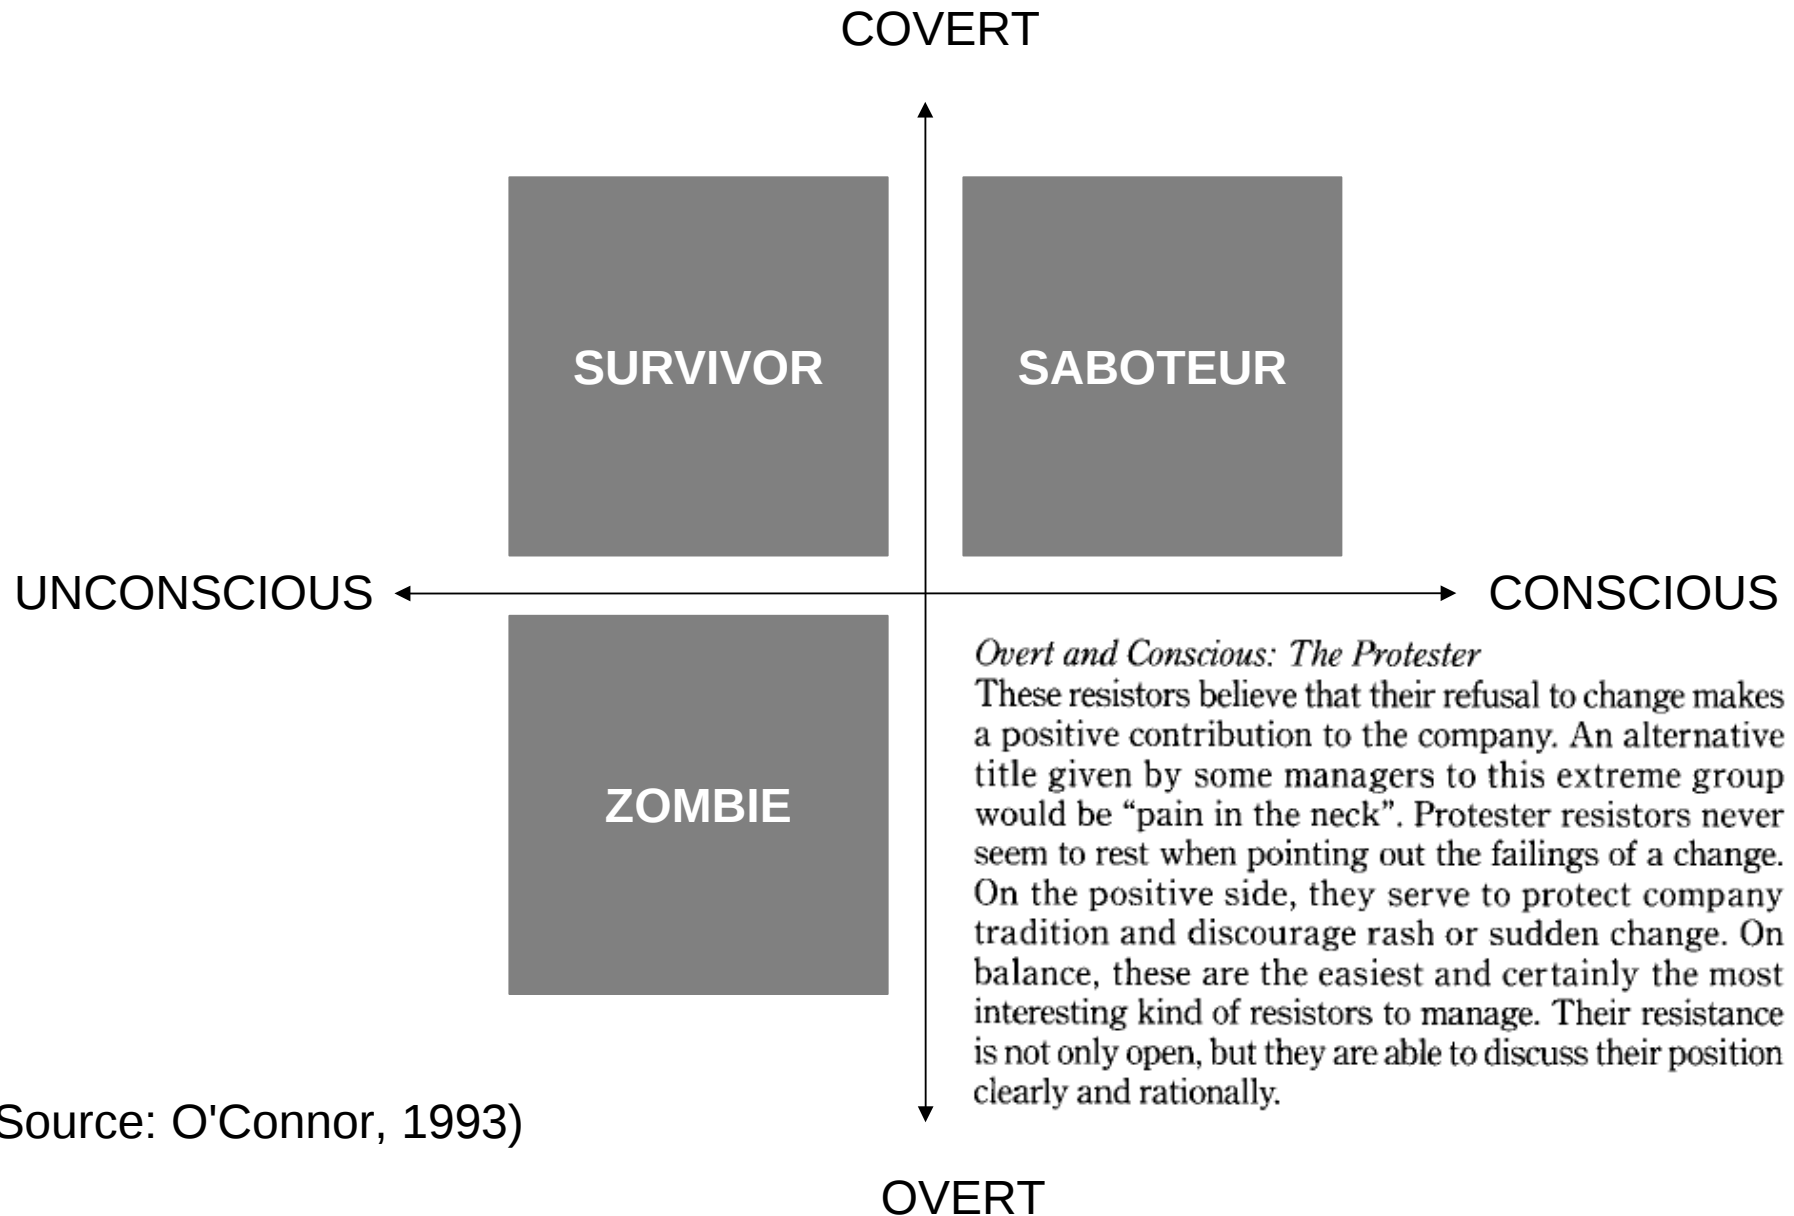 COVERT
SURVIVOR
SABOTEUR
UNCONSCIOUS
CONSCIOUS
ZOMBIE
Overt and Conscious: The Protester
These resistors believe that their refusal to change makes
a positive contribution to the company. An alternative
title given by some managers to this extreme group
would be “pain in the neck”. Protester resistors never
seem to rest when pointing out the failings of a change.
On the positive side, they serve to protect company
tradition and discourage rash or sudden change. On
balance, these are the easiest and certainly the most
interesting kind of resistors to manage. Their resistance
is not only open, but they are able to discuss their position
clearly and rationally.
Source: O'Connor, 1993)
OVERT